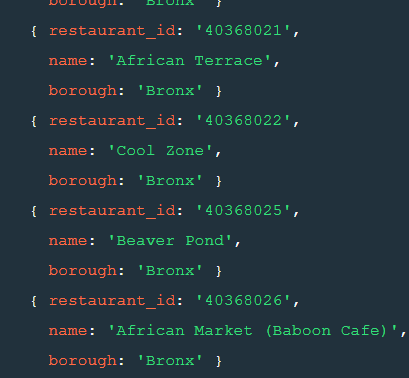 borough: 'Bronx' }
{ restaurant_id: '40368021',
name: 'African Terrace',
borough: 'Bronx' }
{ restaurant_id: '40368022',
name: 'Cool Zone',
borough: 'Bronx' }
{ restaurant_id: '40368025',
name: 'Beaver Pond',
borough: 'Bronx' }
{ restaurant_id: '40368026',
name: 'African Market (Baboon Cafe)',
borough: 'Bronx' }